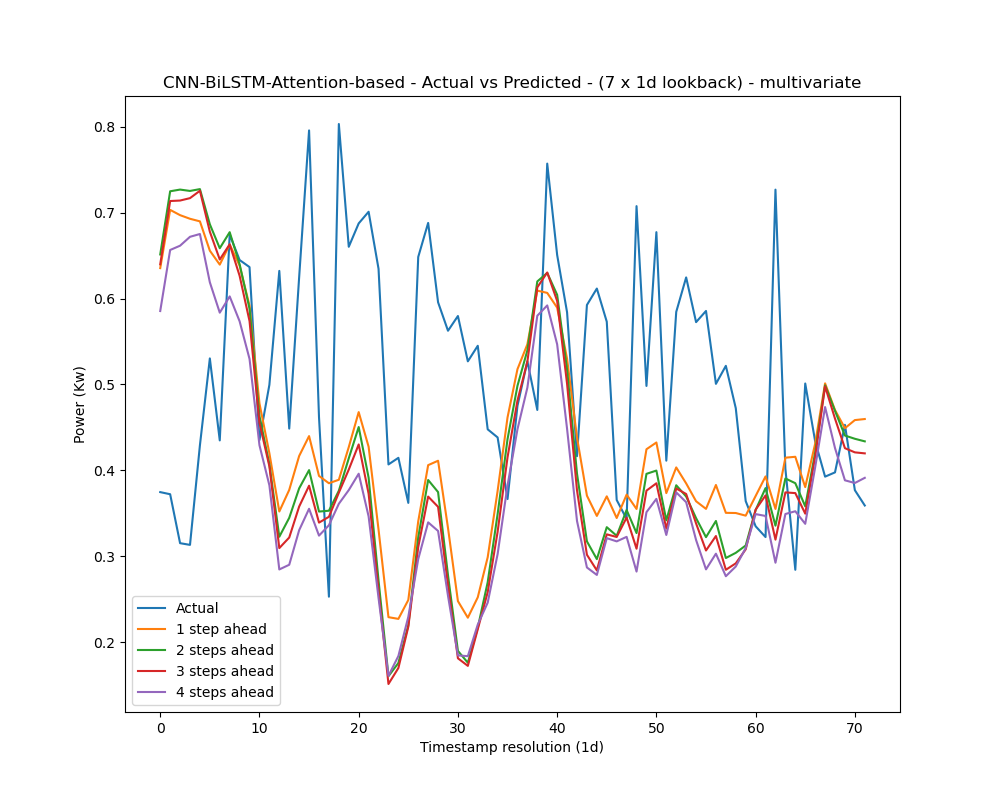 CNN-BiLSTM-Attention-based - Actual vs Predicted - (7 x 1d lookback) - multivariate
Power (Kw)
0.8
0.7
0.6
0.5
0.4
0.3
0.2
Actual
1 step ahead
2 steps ahead
3 steps ahead
4 steps ahead
0 10 20 30 40 50 60 70
Timestamp resolution (1d)